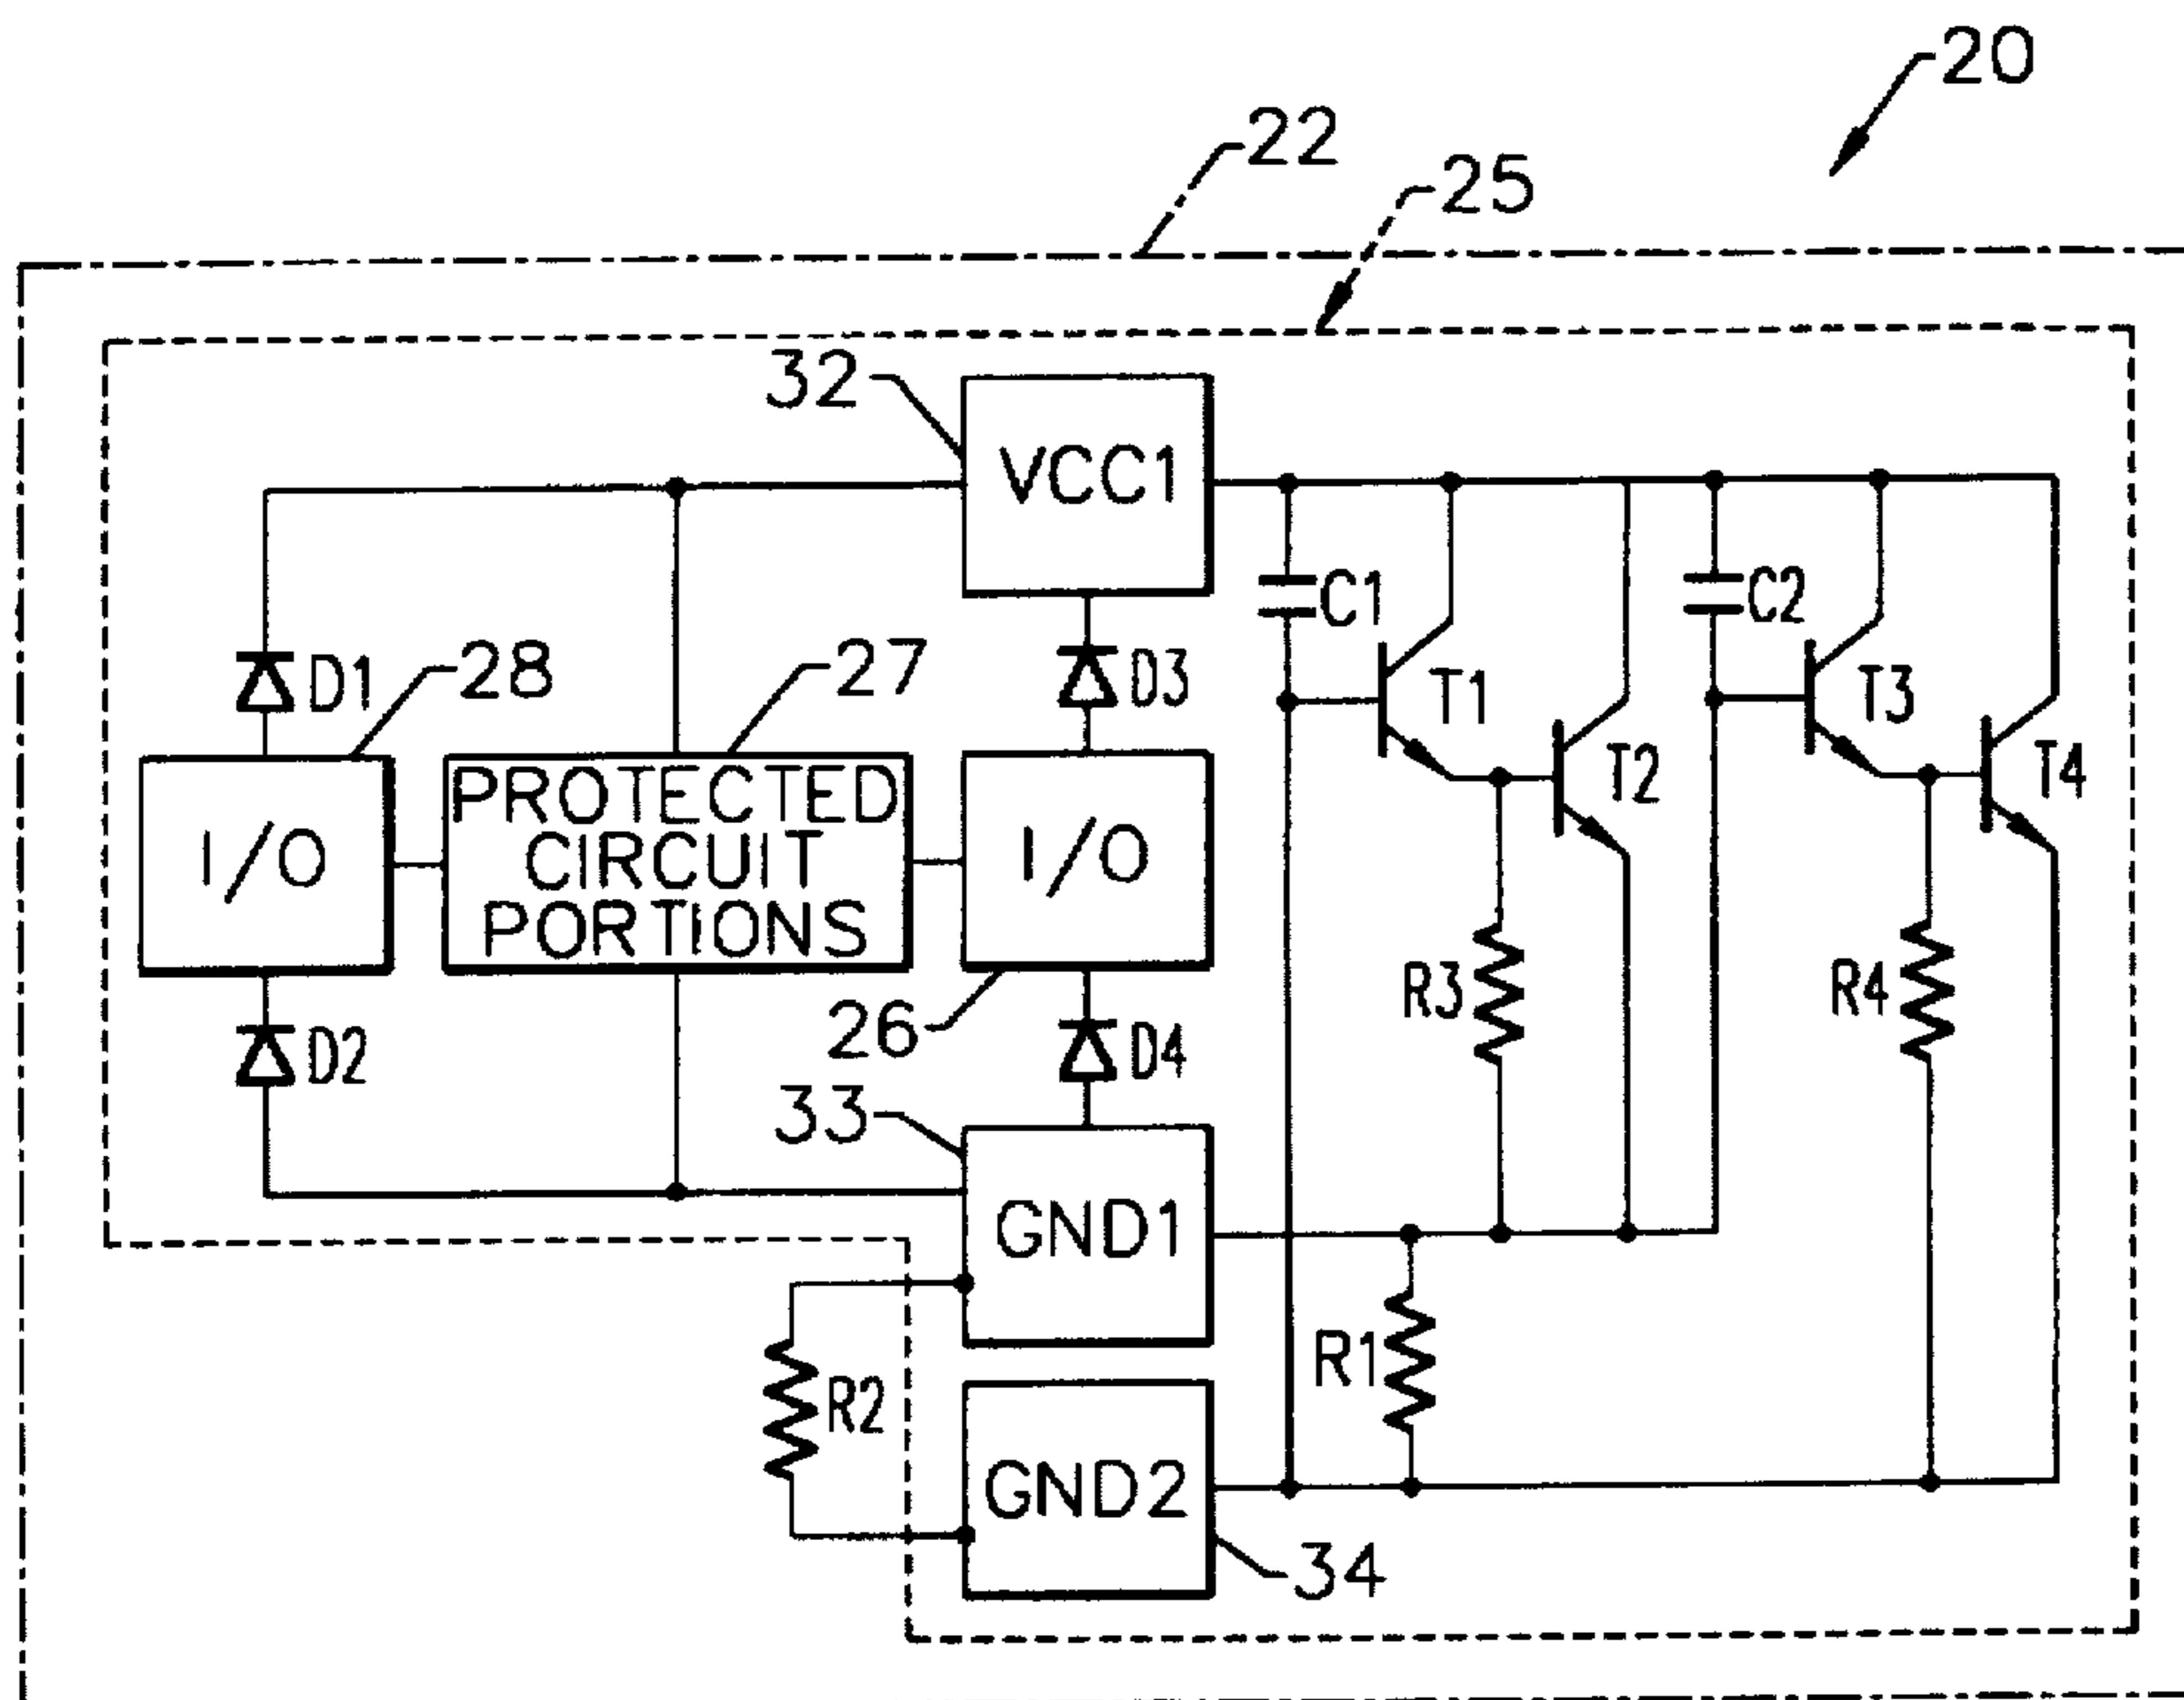 20
22
25
32
VCC1
C1
C2
D1
28
27
D3
T1
T3
T2
T4
I/O
PROTECTED
CIRCUIT
PORTIONS
I/O
R3
R4
26
D2
D4
33
GND1
R1
R2
GND2
34